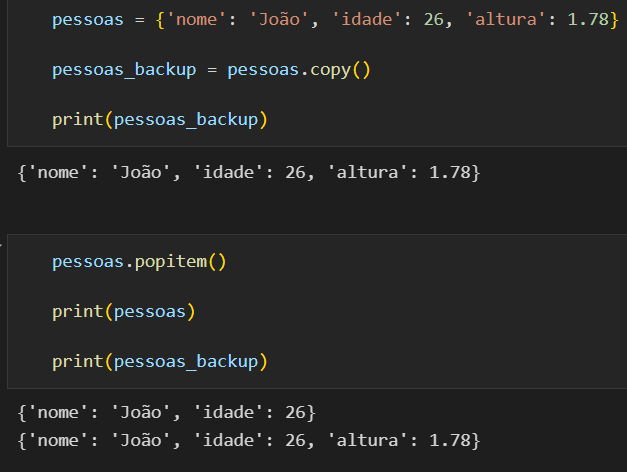 pessoas = {'nome': 'João', 'idade': 26, 'altura': 1.78}
pessoas_backup = pessoas.copy()
print(pessoas_backup)
{'nome': 'João', 'idade': 26, 'altura': 1.78}
pessoas.popitem()
print(pessoas)
print(pessoas_backup)
{'nome': 'João', 'idade': 26}
{'nome': 'João', 'idade': 26, 'altura': 1.78}